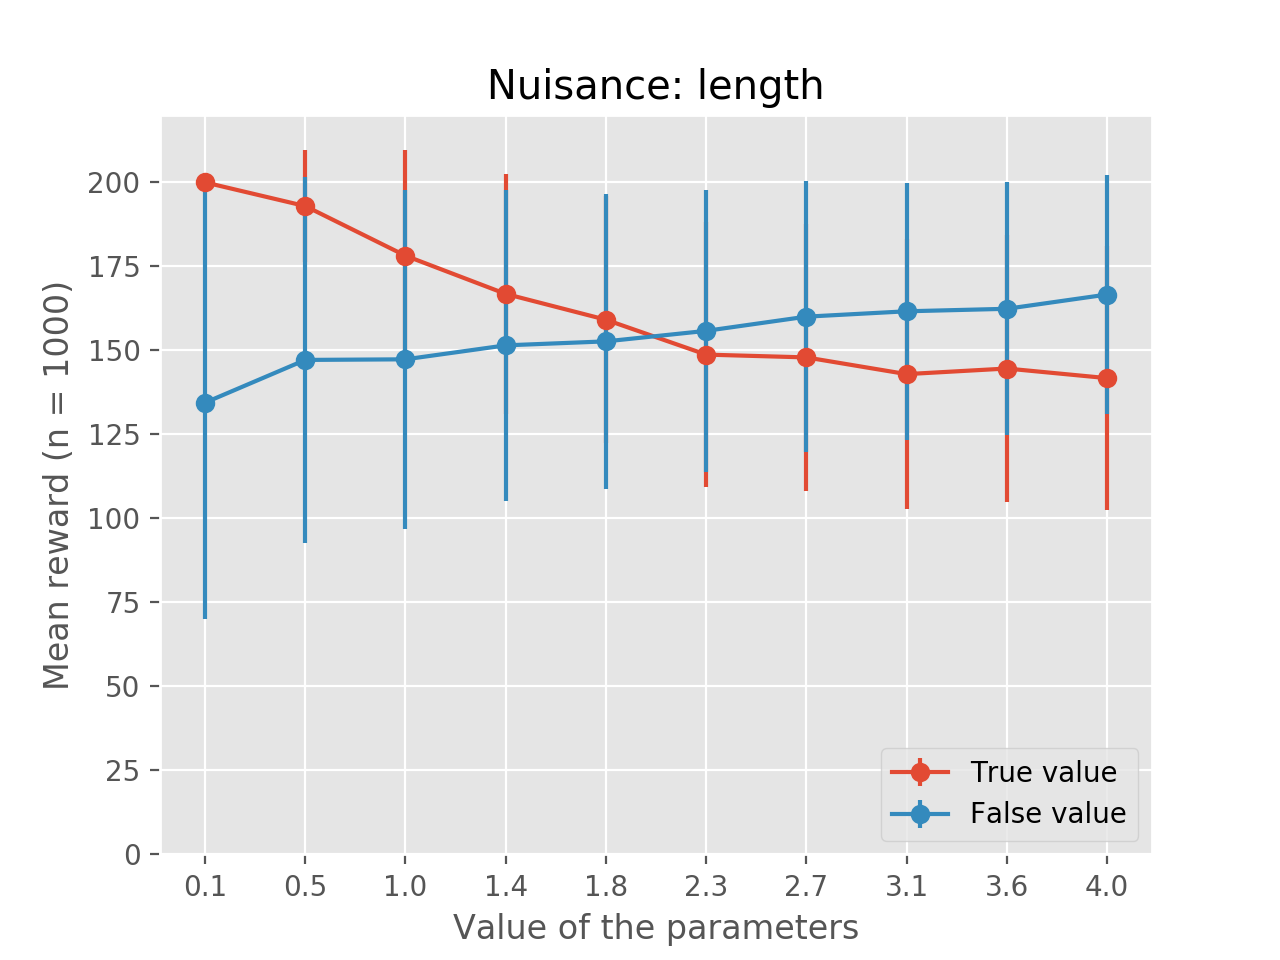 Nuisance: length
Mean reward (n = 1000)
200
175
150
125
100
75
50
25
0
True value
False value
0.1 0.5 1.0 1.4 1.8 2.3 2.7 3.1 3.6 4.0
Value of the parameters